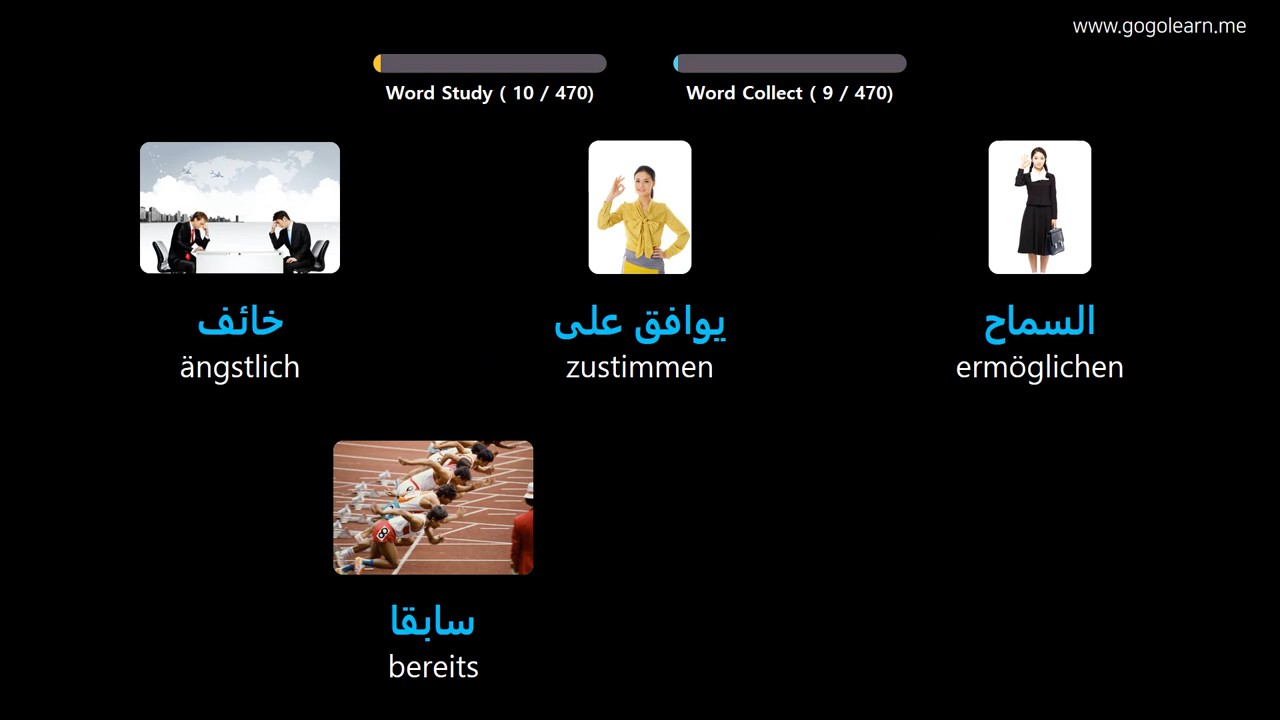 www.gogolearn.me
Word Study ( 10 / 470)
Word Collect ( 9 / 470)
خائف
ängstlich
يوافق على
zustimmen
السماح
ermöglichen
سابقا
bereits